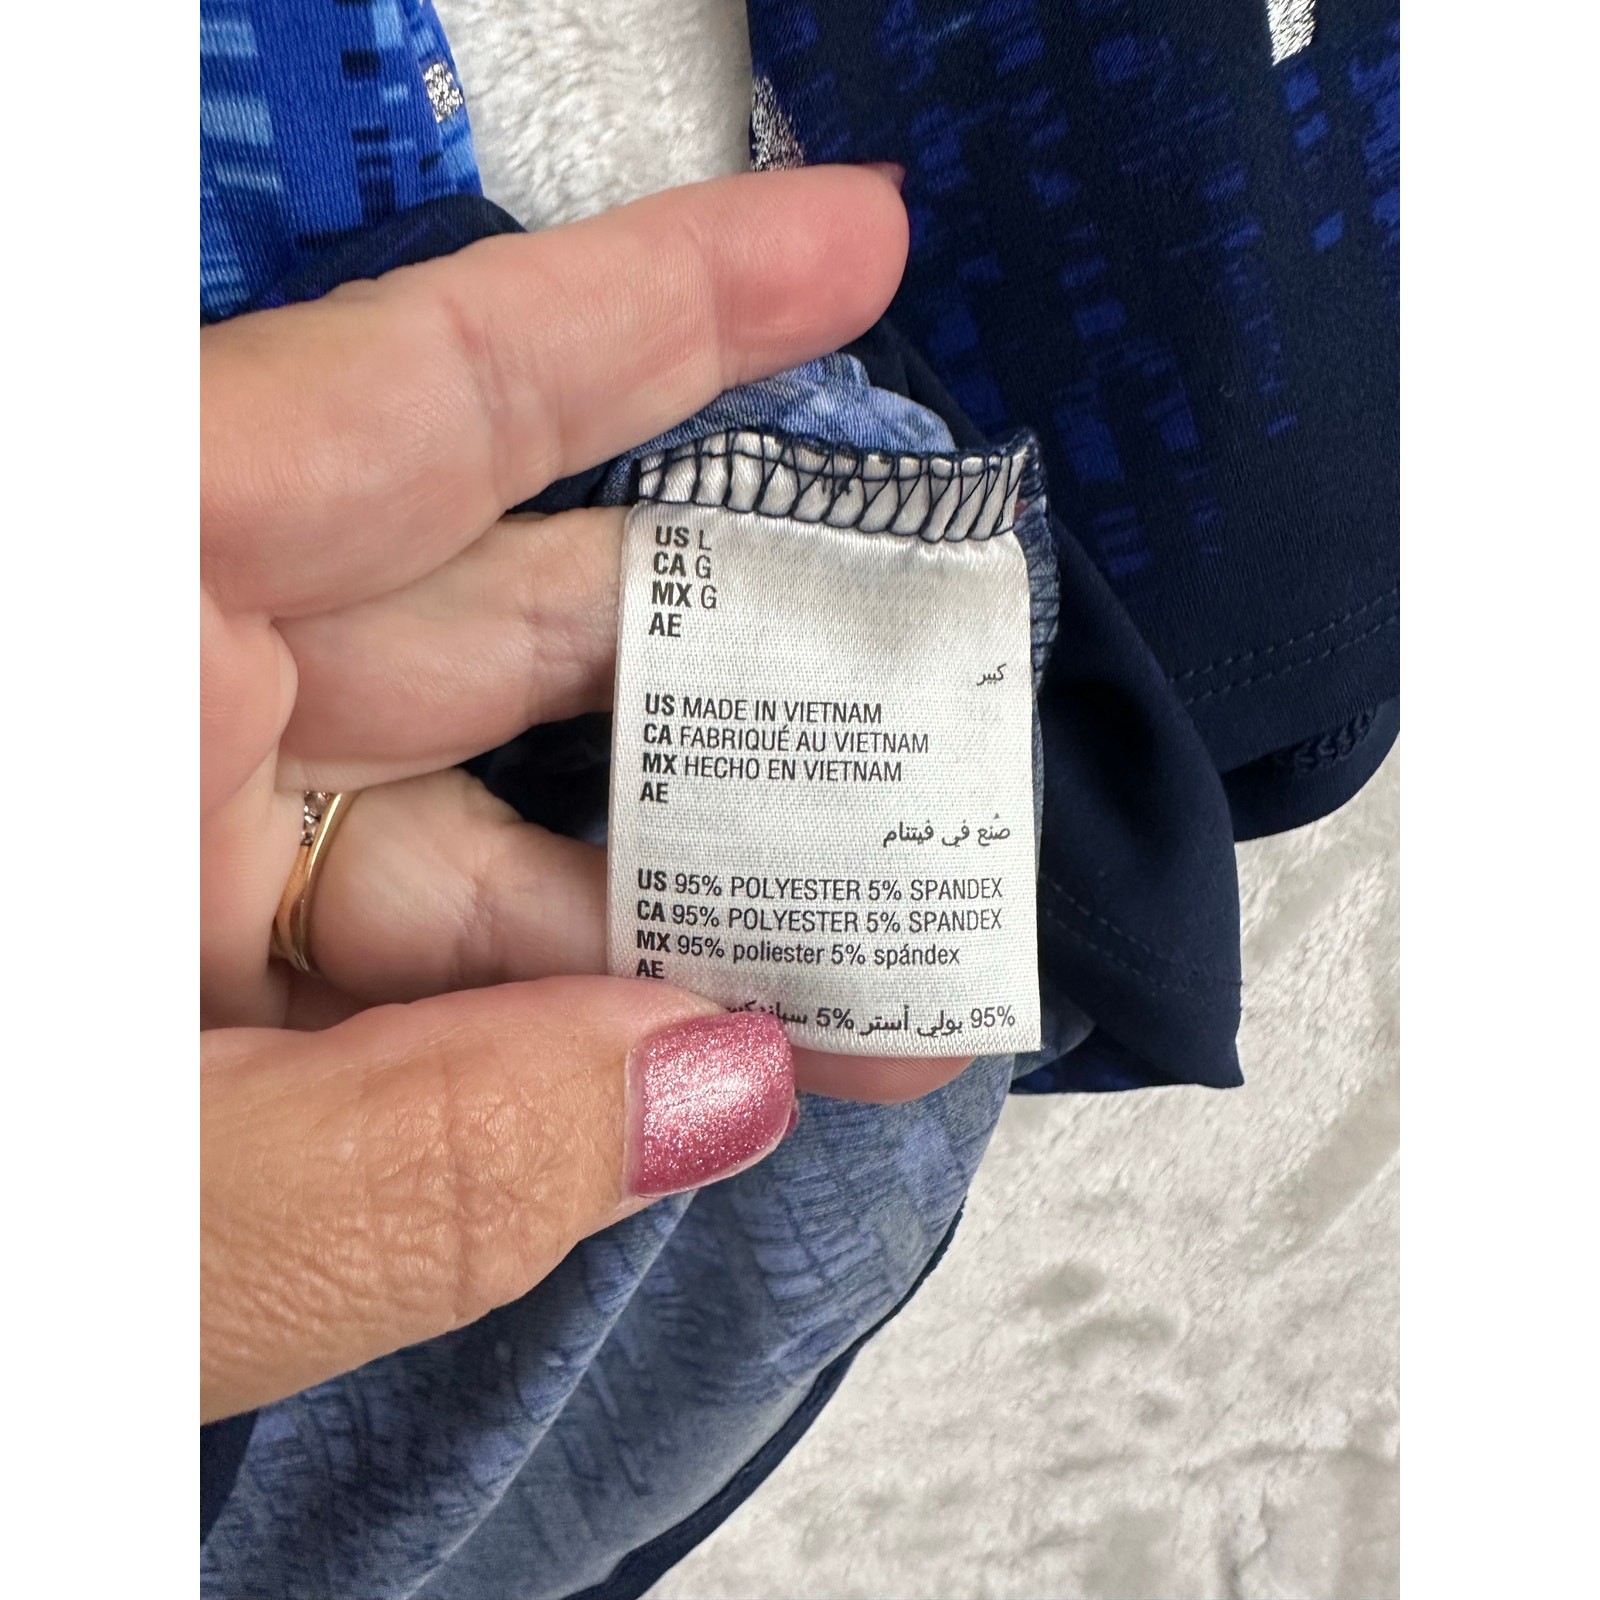 US L
CA G
MX G
AE
كبير
US MADE IN VIETNAM
CA FABRIQUÉ AU VIETNAM
MX HECHO EN VIETNAM
AE
صُنع في فيتنام
US 95% POLYESTER 5% SPANDEX
CA 95% POLYESTER 5% SPANDEX
MX 95% poliester 5% spándex
AE
95% بولي أستر 5%